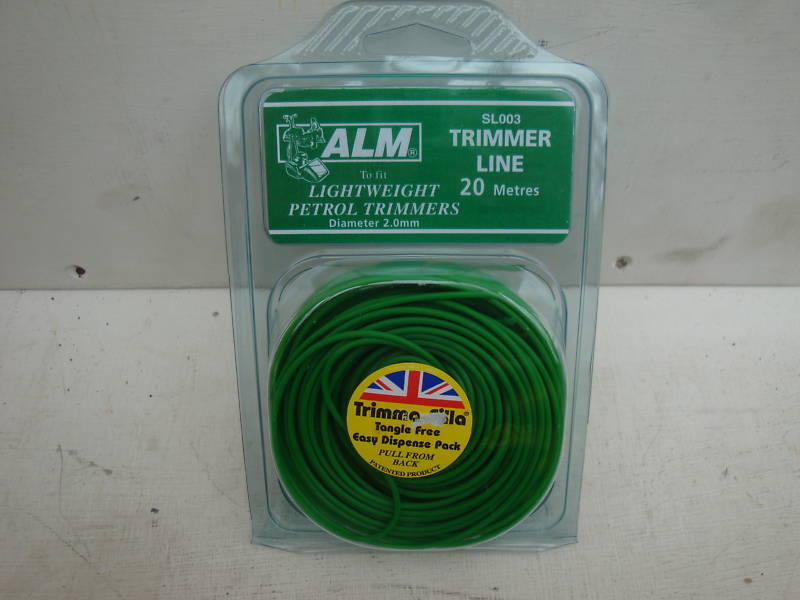 ALM®
To fit
LIGHTWEIGHT
PETROL TRIMMERS
Diameter 2.0mm
SL003
TRIMMER
LINE
20 Metres
Tangle Free
Easy Dispense Pack
PULL FROM
BACK
PATENTED PRODUCT